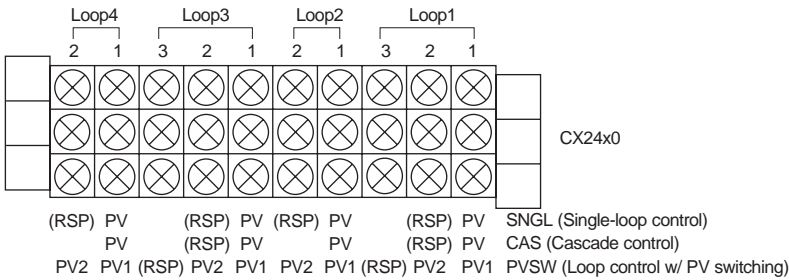 Loop4 Loop3 Loop2 Loop1
2 1 3 2 1 2 1 3 2 1
CX24x0
(RSP) PV (RSP) PV (RSP) PV (RSP) PV SNGL (Single-loop control)
PV (RSP) PV PV (RSP) PV CAS (Cascade control)
PV2 PV1 (RSP) PV2 PV1 PV2 PV1 (RSP) PV2 PV1 PVSW (Loop control w/ PV switching)